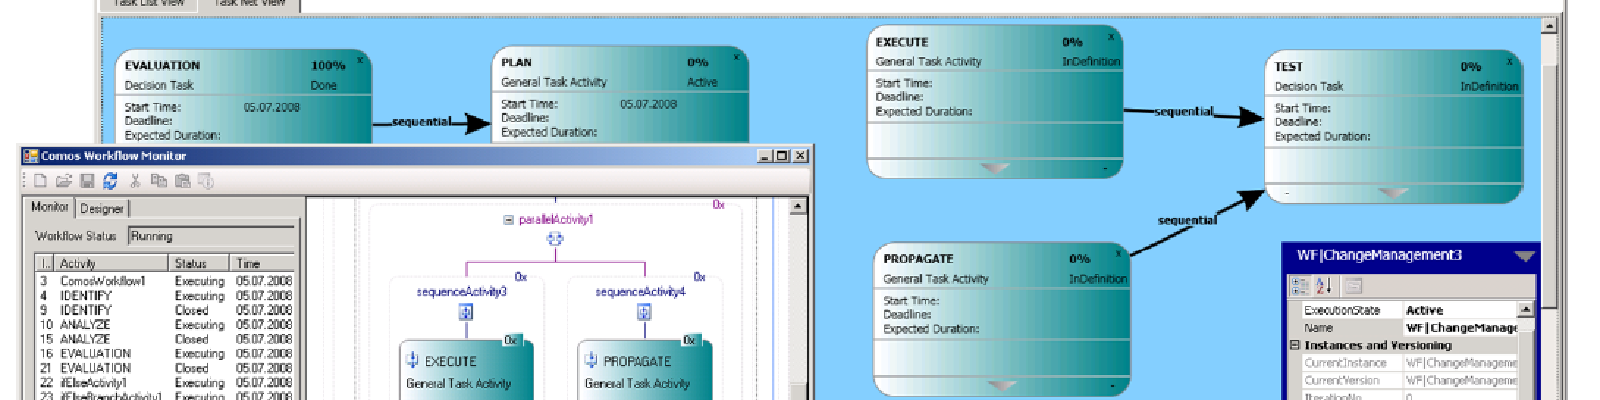 Task List View Task Net View
EVALUATION 100% x
Decision Task Done
Start Time: 05.07.2008
Deadline:
Expected Duration:
sequential
PLAN 0% x
General Task Activity Active
Start Time: 05.07.2008
Deadline:
Expected Duration:
EXECUTE 0% x
General Task Activity InDefinition
Start Time:
Deadline:
Expected Duration:
-
sequential
TEST 0% x
Decision Task InDefinition
Start Time:
Deadline:
Expected Duration:
-
sequential
PROPAGATE 0% x
General Task Activity InDefinition
Start Time:
Deadline:
Expected Duration:
-
Comos Workflow Monitor
Monitor Designer
Workflow Status Running
I.. Activity Status Time
3 ComosWorkflow1 Executing 05.07.2008
4 IDENTIFY Executing 05.07.2008
9 IDENTIFY Closed 05.07.2008
10 ANALYZE Executing 05.07.2008
15 ANALYZE Closed 05.07.2008
16 EVALUATION Executing 05.07.2008
21 EVALUATION Closed 05.07.2008
22 ifElseActivity1 Executing 05.07.2008
23 ifElseBranchActivity1 Executing 05.07.2008
0x
parallelActivity1
0x 0x
sequenceActivity3 sequenceActivity4
0x 0x
EXECUTE PROPAGATE
General Task Activity General Task Activity
WF|ChangeManagement3
ExecutionState Active
Name WF|ChangeManage
Instances and Versioning
CurrentInstance WF|ChangeManageme
CurrentVersion WF|ChangeManageme
IterationNo 0